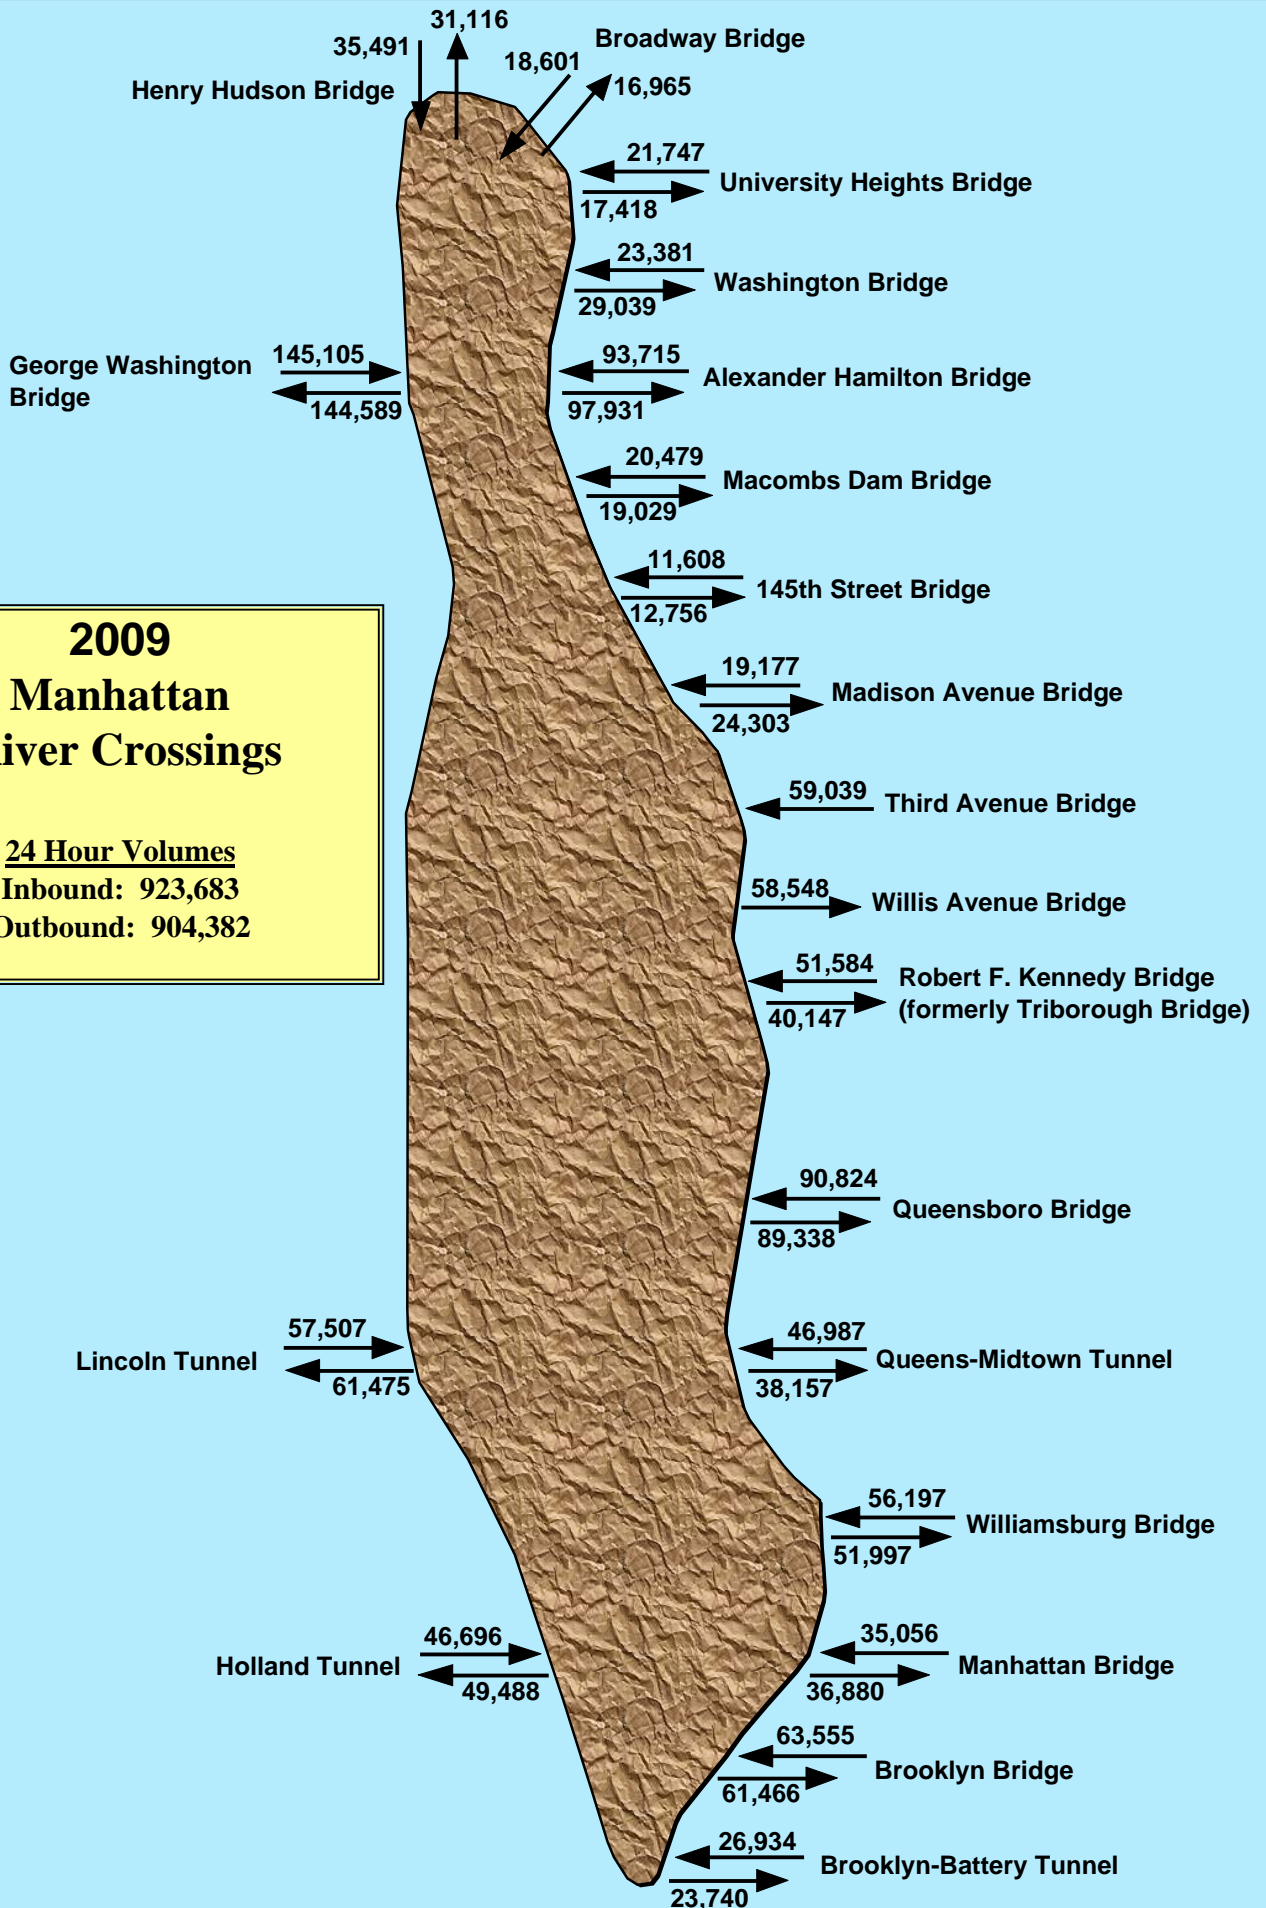 31,116
35,491
Broadway Bridge
18,601
Henry Hudson Bridge
16,965
21,747
University Heights Bridge
17,418
23,381
Washington Bridge
29,039
George Washington
Bridge
145,105
144,589
93,715
Alexander Hamilton Bridge
97,931
20,479
Macombs Dam Bridge
19,029
11,608
145th Street Bridge
12,756
2009
Manhattan
iver Crossings
24 Hour Volumes
Inbound: 923,683
Outbound: 904,382
19,177
Madison Avenue Bridge
24,303
59,039
Third Avenue Bridge
58,548
Willis Avenue Bridge
51,584
Robert F. Kennedy Bridge
(formerly Triborough Bridge)
40,147
90,824
Queensboro Bridge
89,338
57,507
Lincoln Tunnel
61,475
46,987
Queens-Midtown Tunnel
38,157
56,197
Williamsburg Bridge
51,997
46,696
Holland Tunnel
49,488
35,056
Manhattan Bridge
36,880
63,555
Brooklyn Bridge
61,466
26,934
Brooklyn-Battery Tunnel
23,740